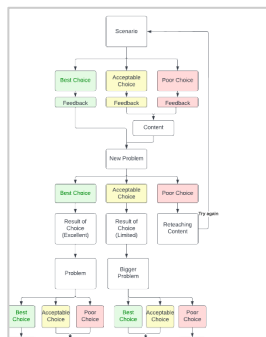 Scenario
Best Choice
Acceptable
Choice
Poor Choice
Feedback
Feedback
Feedback
Content
New Problem
Best Choice
Acceptable
Choice
Poor Choice
Try again
Result of
Choice
(Excellent)
Result of
Choice
(Limited)
Reteaching
Content
Problem
Bigger
Problem
Best
Choice
Acceptable
Choice
Poor
Choice
Best
Choice
Acceptable
Choice
Poor
Choice